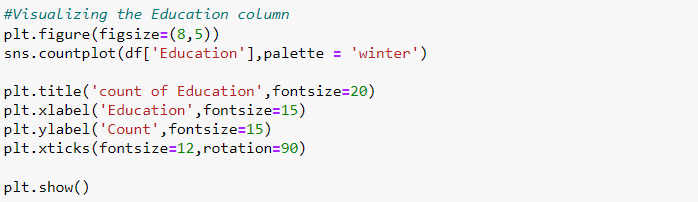 #Visualizing the Education column
plt.figure(figsize=(8,5))
sns.countplot(df['Education'],palette = 'winter')
plt.title('count of Education',fontsize=20)
plt.xlabel('Education',fontsize=15)
plt.ylabel('Count',fontsize=15)
plt.xticks(fontsize=12,rotation=90)
plt.show()